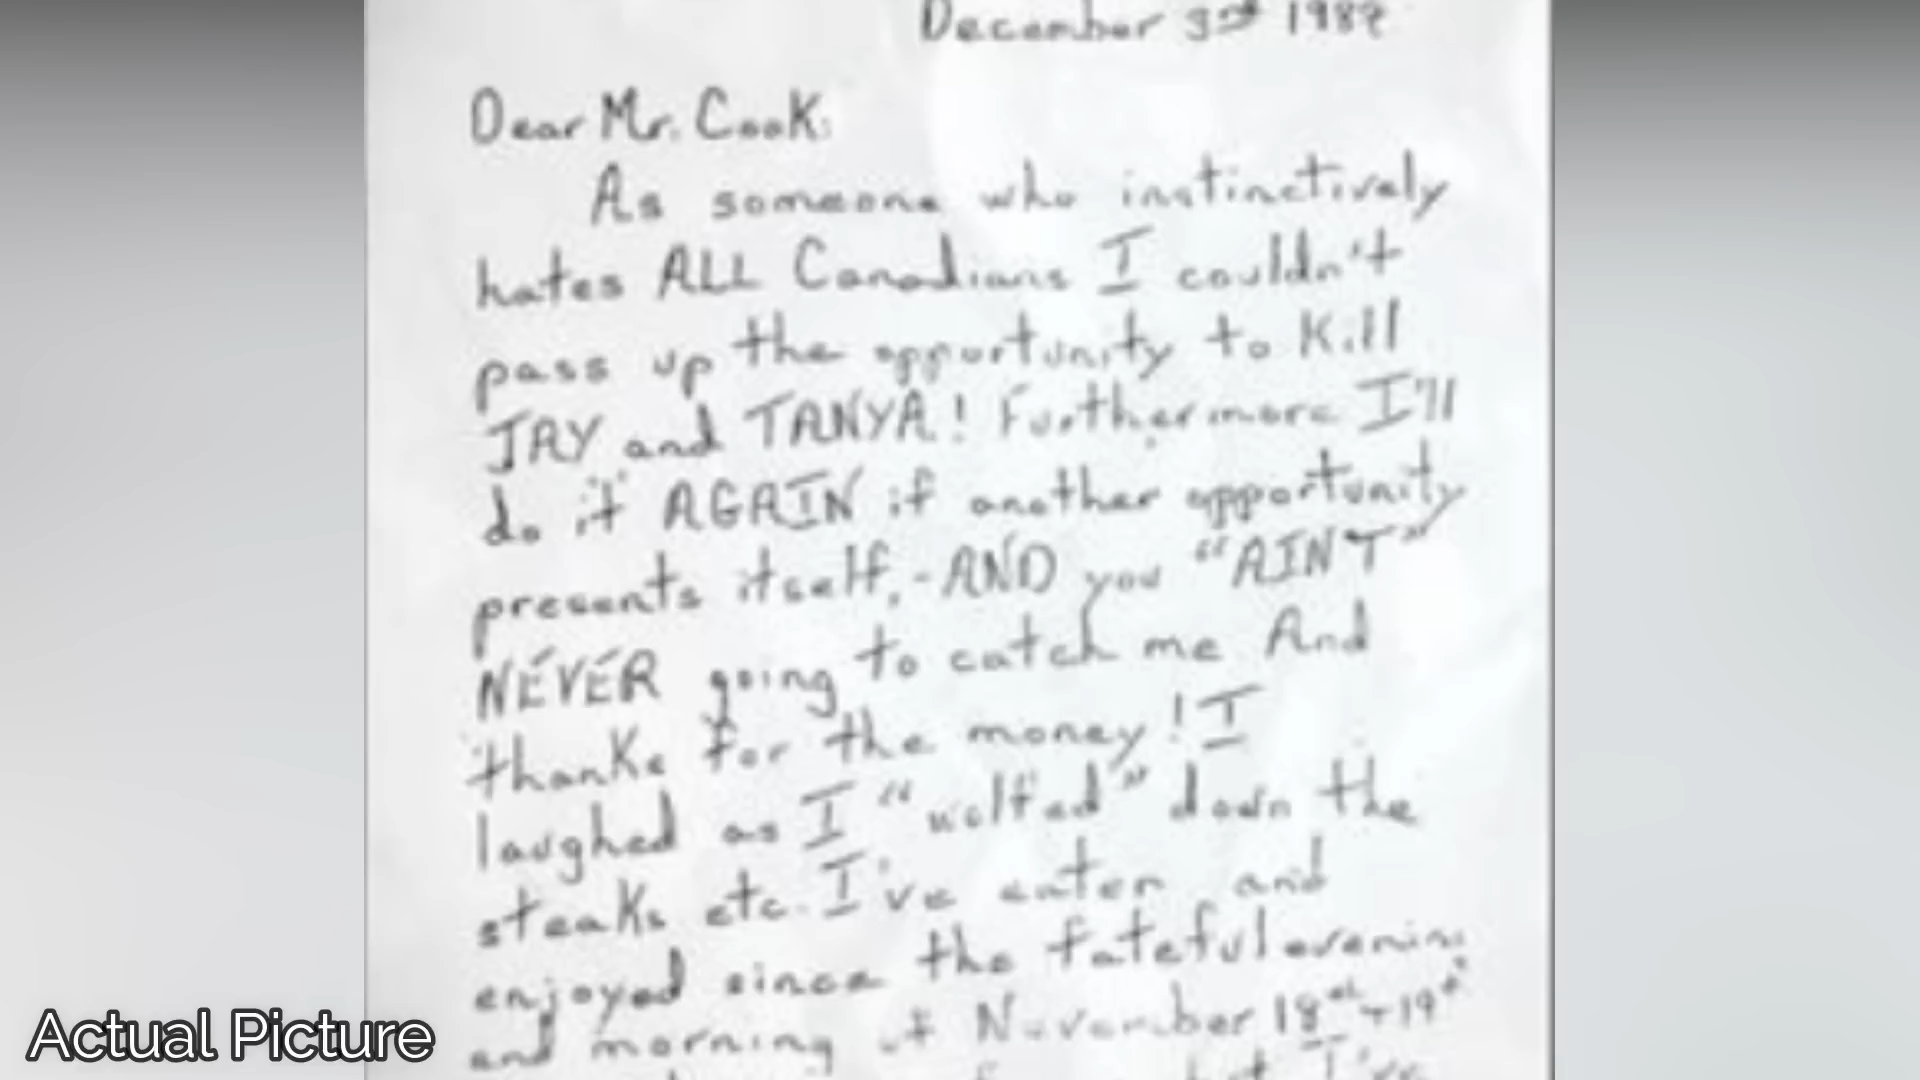 December 3rd 1987
Dear Mr. Cook:
As someone who instinctively
hates ALL Canadians I couldn't
pass up the opportunity to Kill
JAY and TANYA! Furthermore I'll
do it AGAIN if another opportunity
presents itself, - AND you "AINT"
NÉVÉR going to catch me And
thanks for the money! I
laughed as I "wolfed" down the
steaks etc. I've eaten and
enjoyed since the fateful evening
and morning of November 18th + 19th
I've
Actual Picture